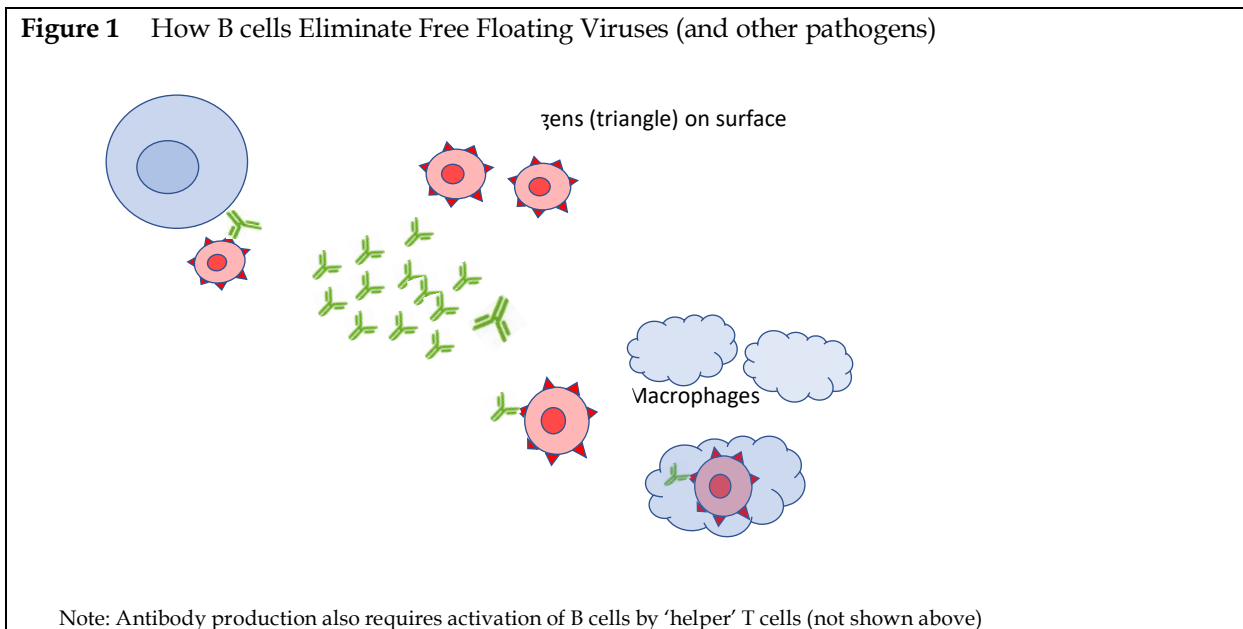 Figure 1 How B cells Eliminate Free Floating Viruses (and other pathogens)
(triangle) on surface
Macrophages
Note: Antibody production also requires activation of B cells by ‘helper’ T cells (not shown above)